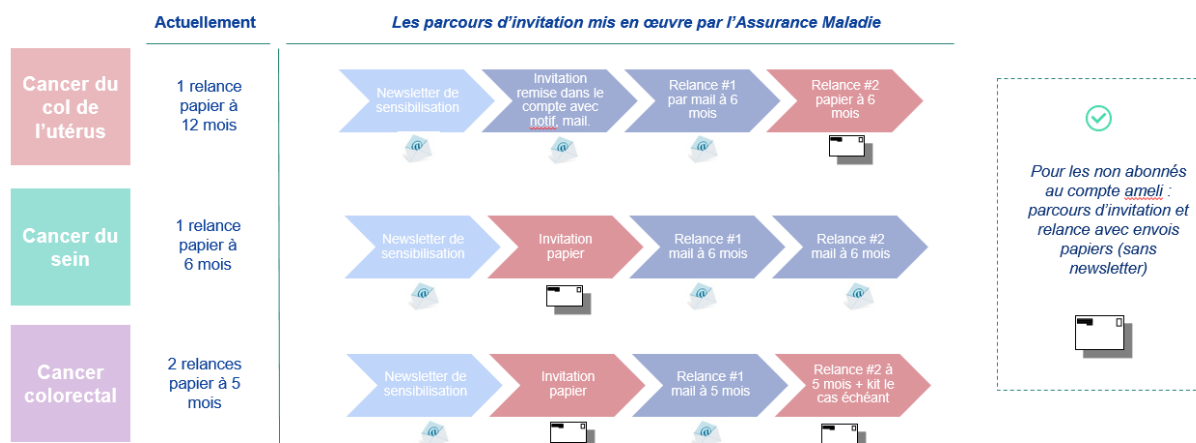 Actuellement
Les parcours d’invitation mis en œuvre par l’Assurance Maladie
Cancer du
col de
l’utérus
1 relance
papier à
12 mois
Newsletter de
sensibilisation
Invitation
remise dans le
compte avec
notif, mail.
Relance #1
par mail à 6
mois
Relance #2
papier à 6
mois
Cancer du
sein
1 relance
papier à
6 mois
Newsletter de
sensibilisation
Invitation
papier
Relance #1
mail à 6 mois
Relance #2
mail à 6 mois
Cancer
colorectal
2 relances
papier à 5
mois
Newsletter de
sensibilisation
Invitation
papier
Relance #1
mail à 5 mois
Relance #2 à
5 mois + kit le
cas échéant
Pour les non abonnés
au compte ameli :
parcours d’invitation et
relance avec envois
papiers (sans
newsletter)